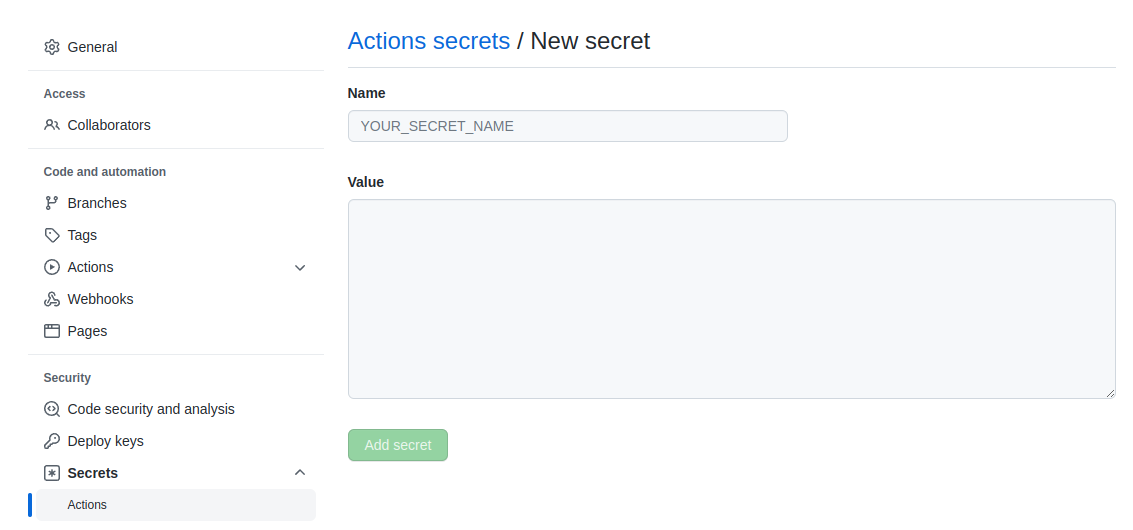 General
Access
Collaborators
Code and automation
Branches
Tags
Actions
Webhooks
Pages
Security
Code security and analysis
Deploy keys
Secrets
Actions
Actions secrets / New secret
Name
YOUR_SECRET_NAME
Value
Add secret